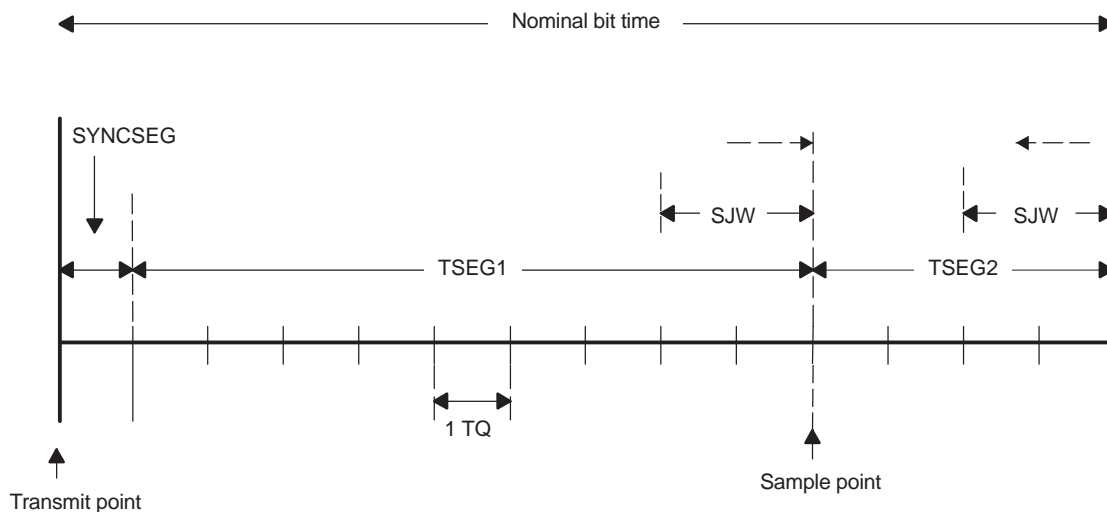 Nominal bit time
SYNCSEG
SJW
SJW
TSEG1
TSEG2
1 TQ
Sample point
Transmit point